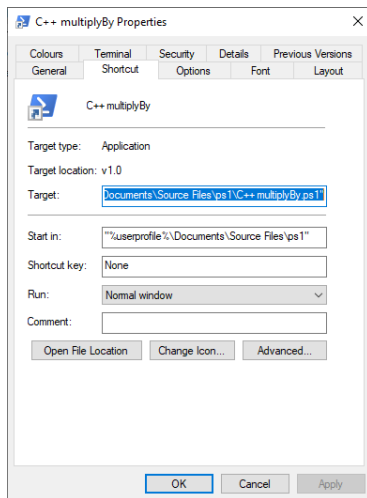 C++ multiplyBy Properties
Colours Terminal Security Details Previous Versions
General Shortcut Options Font Layout
C++ multiplyBy
Target type: Application
Target location: v1.0
Target: Documents\Source Files\ps1\C++ multiplyBy.ps1"
Start in: "%userprofile%\Documents\Source Files\ps1"
Shortcut key: None
Run: Normal window
Comment:
Open File Location Change Icon... Advanced...
OK Cancel Apply